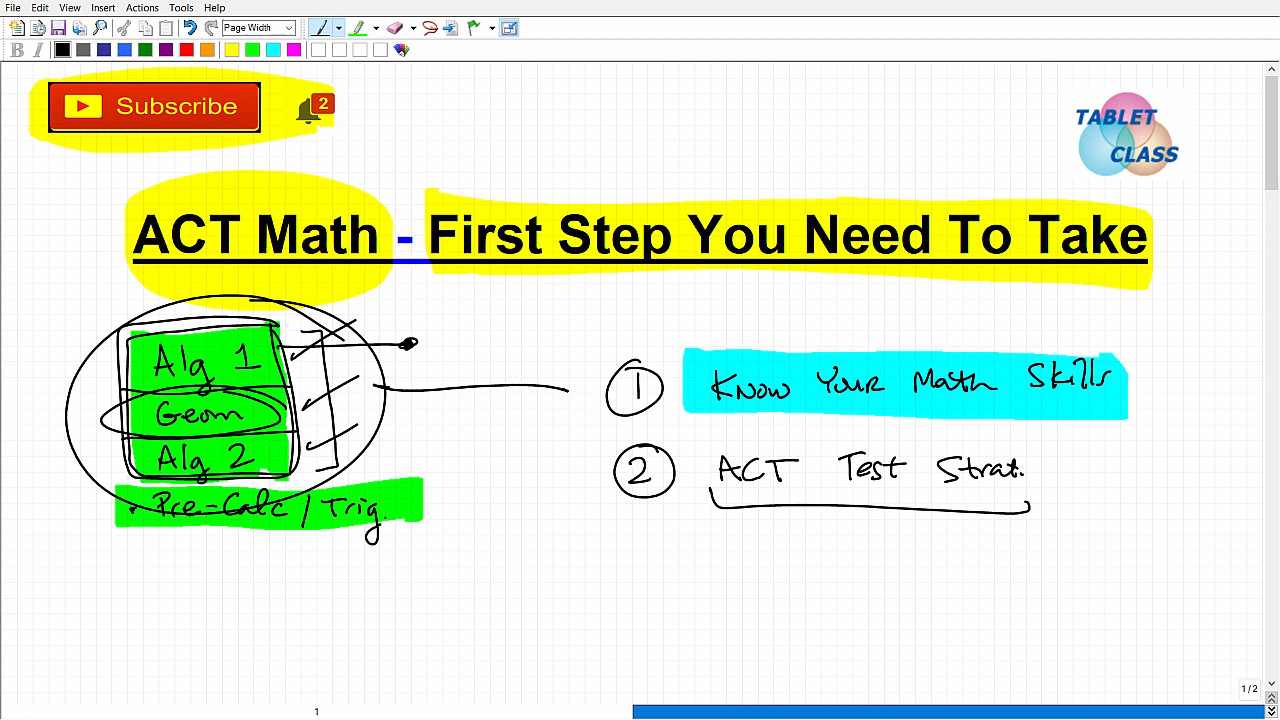 File Edit View Insert Actions Tools Help
Page Width
B I
Subscribe 2
TABLET
CLASS
ACT Math - First Step You Need To Take
Alg 1
Geom
Alg 2
• Pre-Calc / Trig.
1 Know Your Math Skills
2 ACT Test Strat.
1/2
1